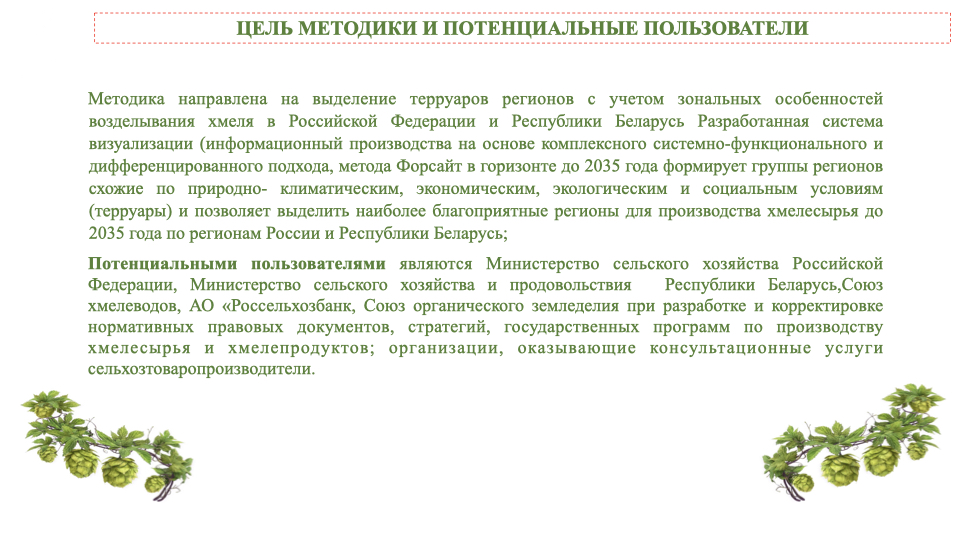 ЦЕЛЬ МЕТОДИКИ И ПОТЕНЦИАЛЬНЫЕ ПОЛЬЗОВАТЕЛИ
Методика направлена на выделение терруаров регионов с учетом зональных особенностей
возделывания хмеля в Российской Федерации и Республики Беларусь Разработанная система
визуализации (информационный производства на основе комплексного системно-функционального и
дифференцированного подхода, метода Форсайт в горизонте до 2035 года формирует группы регионов
схожие по природно- климатическим, экономическим, экологическим и социальным условиям
(терруары) и позволяет выделить наиболее благоприятные регионы для производства хмелесырья до
2035 года по регионам России и Республики Беларусь;
Потенциальными пользователями являются Министерство сельского хозяйства Российской
Федерации, Министерство сельского хозяйства и продовольствия Республики Беларусь,Союз
хмелеводов, АО «Россельхозбанк, Союз органического земледелия при разработке и корректировке
нормативных правовых документов, стратегий, государственных программ по производству
хмелесырья и хмелепродуктов; организации, оказывающие консультационные услуги
сельхозтоваропроизводители.